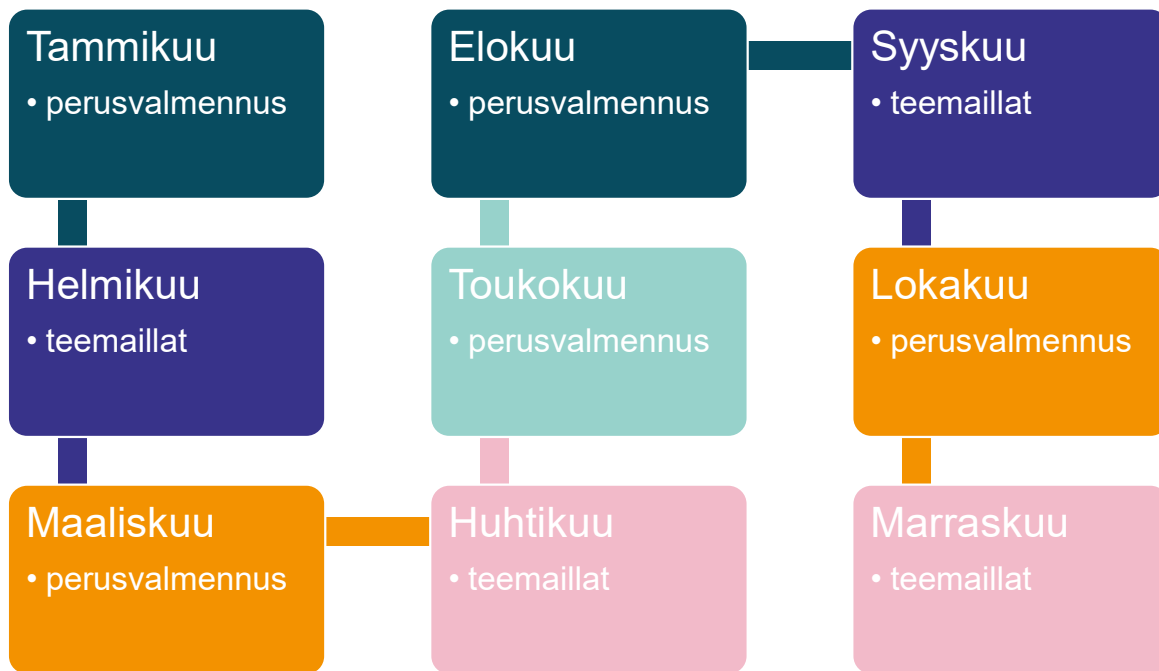 Tammikuu
• perusvalmennus
Helmikuu
• teemaillat
Maaliskuu
• perusvalmennus
Huhtikuu
• teemaillat
Toukokuu
• perusvalmennus
Elokuu
• perusvalmennus
Syyskuu
• teemaillat
Lokakuu
• perusvalmennus
Marraskuu
• teemaillat